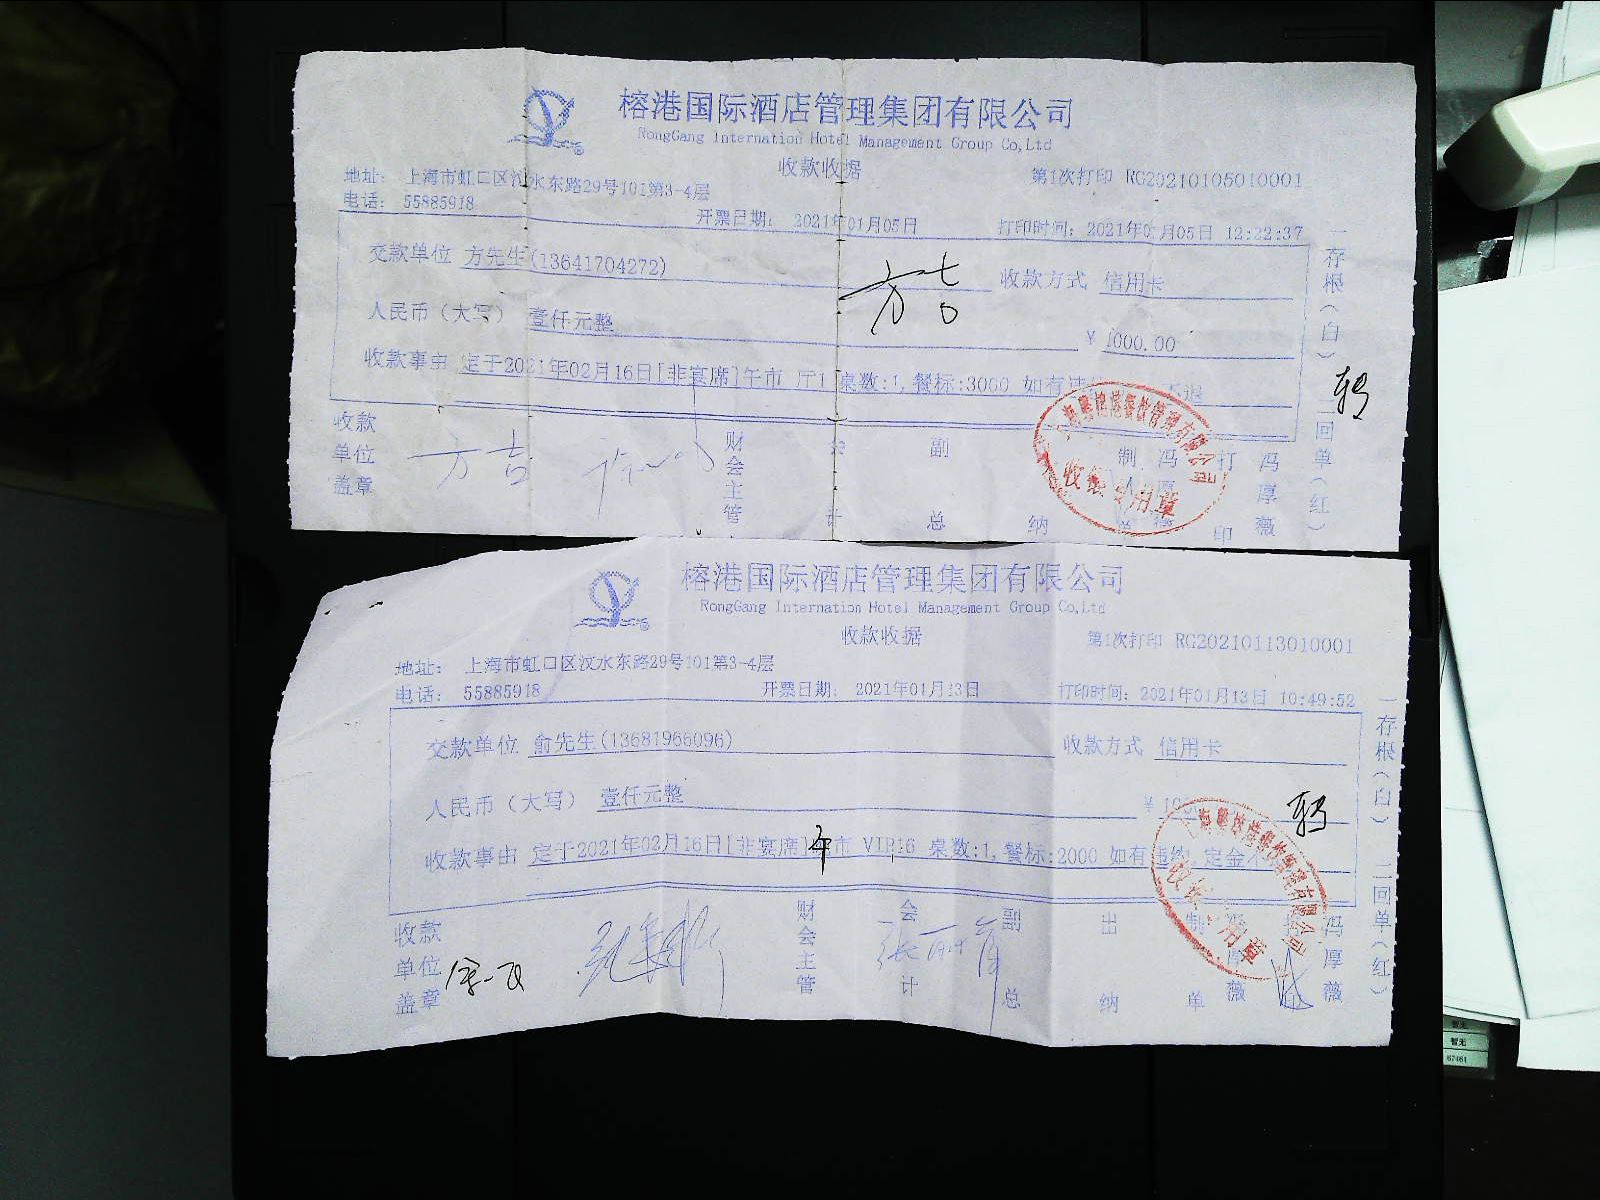 榕港国际酒店管理集团有限公司
RongGang Internation Hotel Management Group Co,Ltd
收款收据
第1次打印 RG20210105010001
地址： 上海市虹口区汶水东路29号101第3-4层
电话： 55885918
开票日期： 2021年01月05日
打印时间：2021年01月05日 12:22:37
交款单位 方先生(13641704272)
方吉
收款方式 信用卡
人民币（大写） 壹仟元整
￥ 1000.00
收款事由 定于2021年02月16日[非宴席]午市 厅1 桌数:1,餐标:3000 如有
转
一存根（白）二回单（红）
收款单位盖章
方吉
财会主管
会计
副总
纳
制单人 冯厚薇
打印 冯厚薇
收据专用章
榕港国际酒店管理集团有限公司
RongGang Internation Hotel Management Group Co,Ltd
收款收据
第1次打印 RG20210113010001
地址： 上海市虹口区汶水东路29号101第3-4层
电话： 55885918
开票日期： 2021年01月13日
打印时间：2021年01月13日 10:49:52
交款单位 俞先生(13681966096)
收款方式 信用卡
人民币（大写） 壹仟元整
￥
转
收款事由 定于2021年02月16日[非宴席]午市 VIP16 桌数:1,餐标:2000 如有违约,定金不
一存根（白）二回单（红）
收款单位盖章
财会主管
会计
副总
出纳
制单
厚薇
冯厚薇
收据专用章